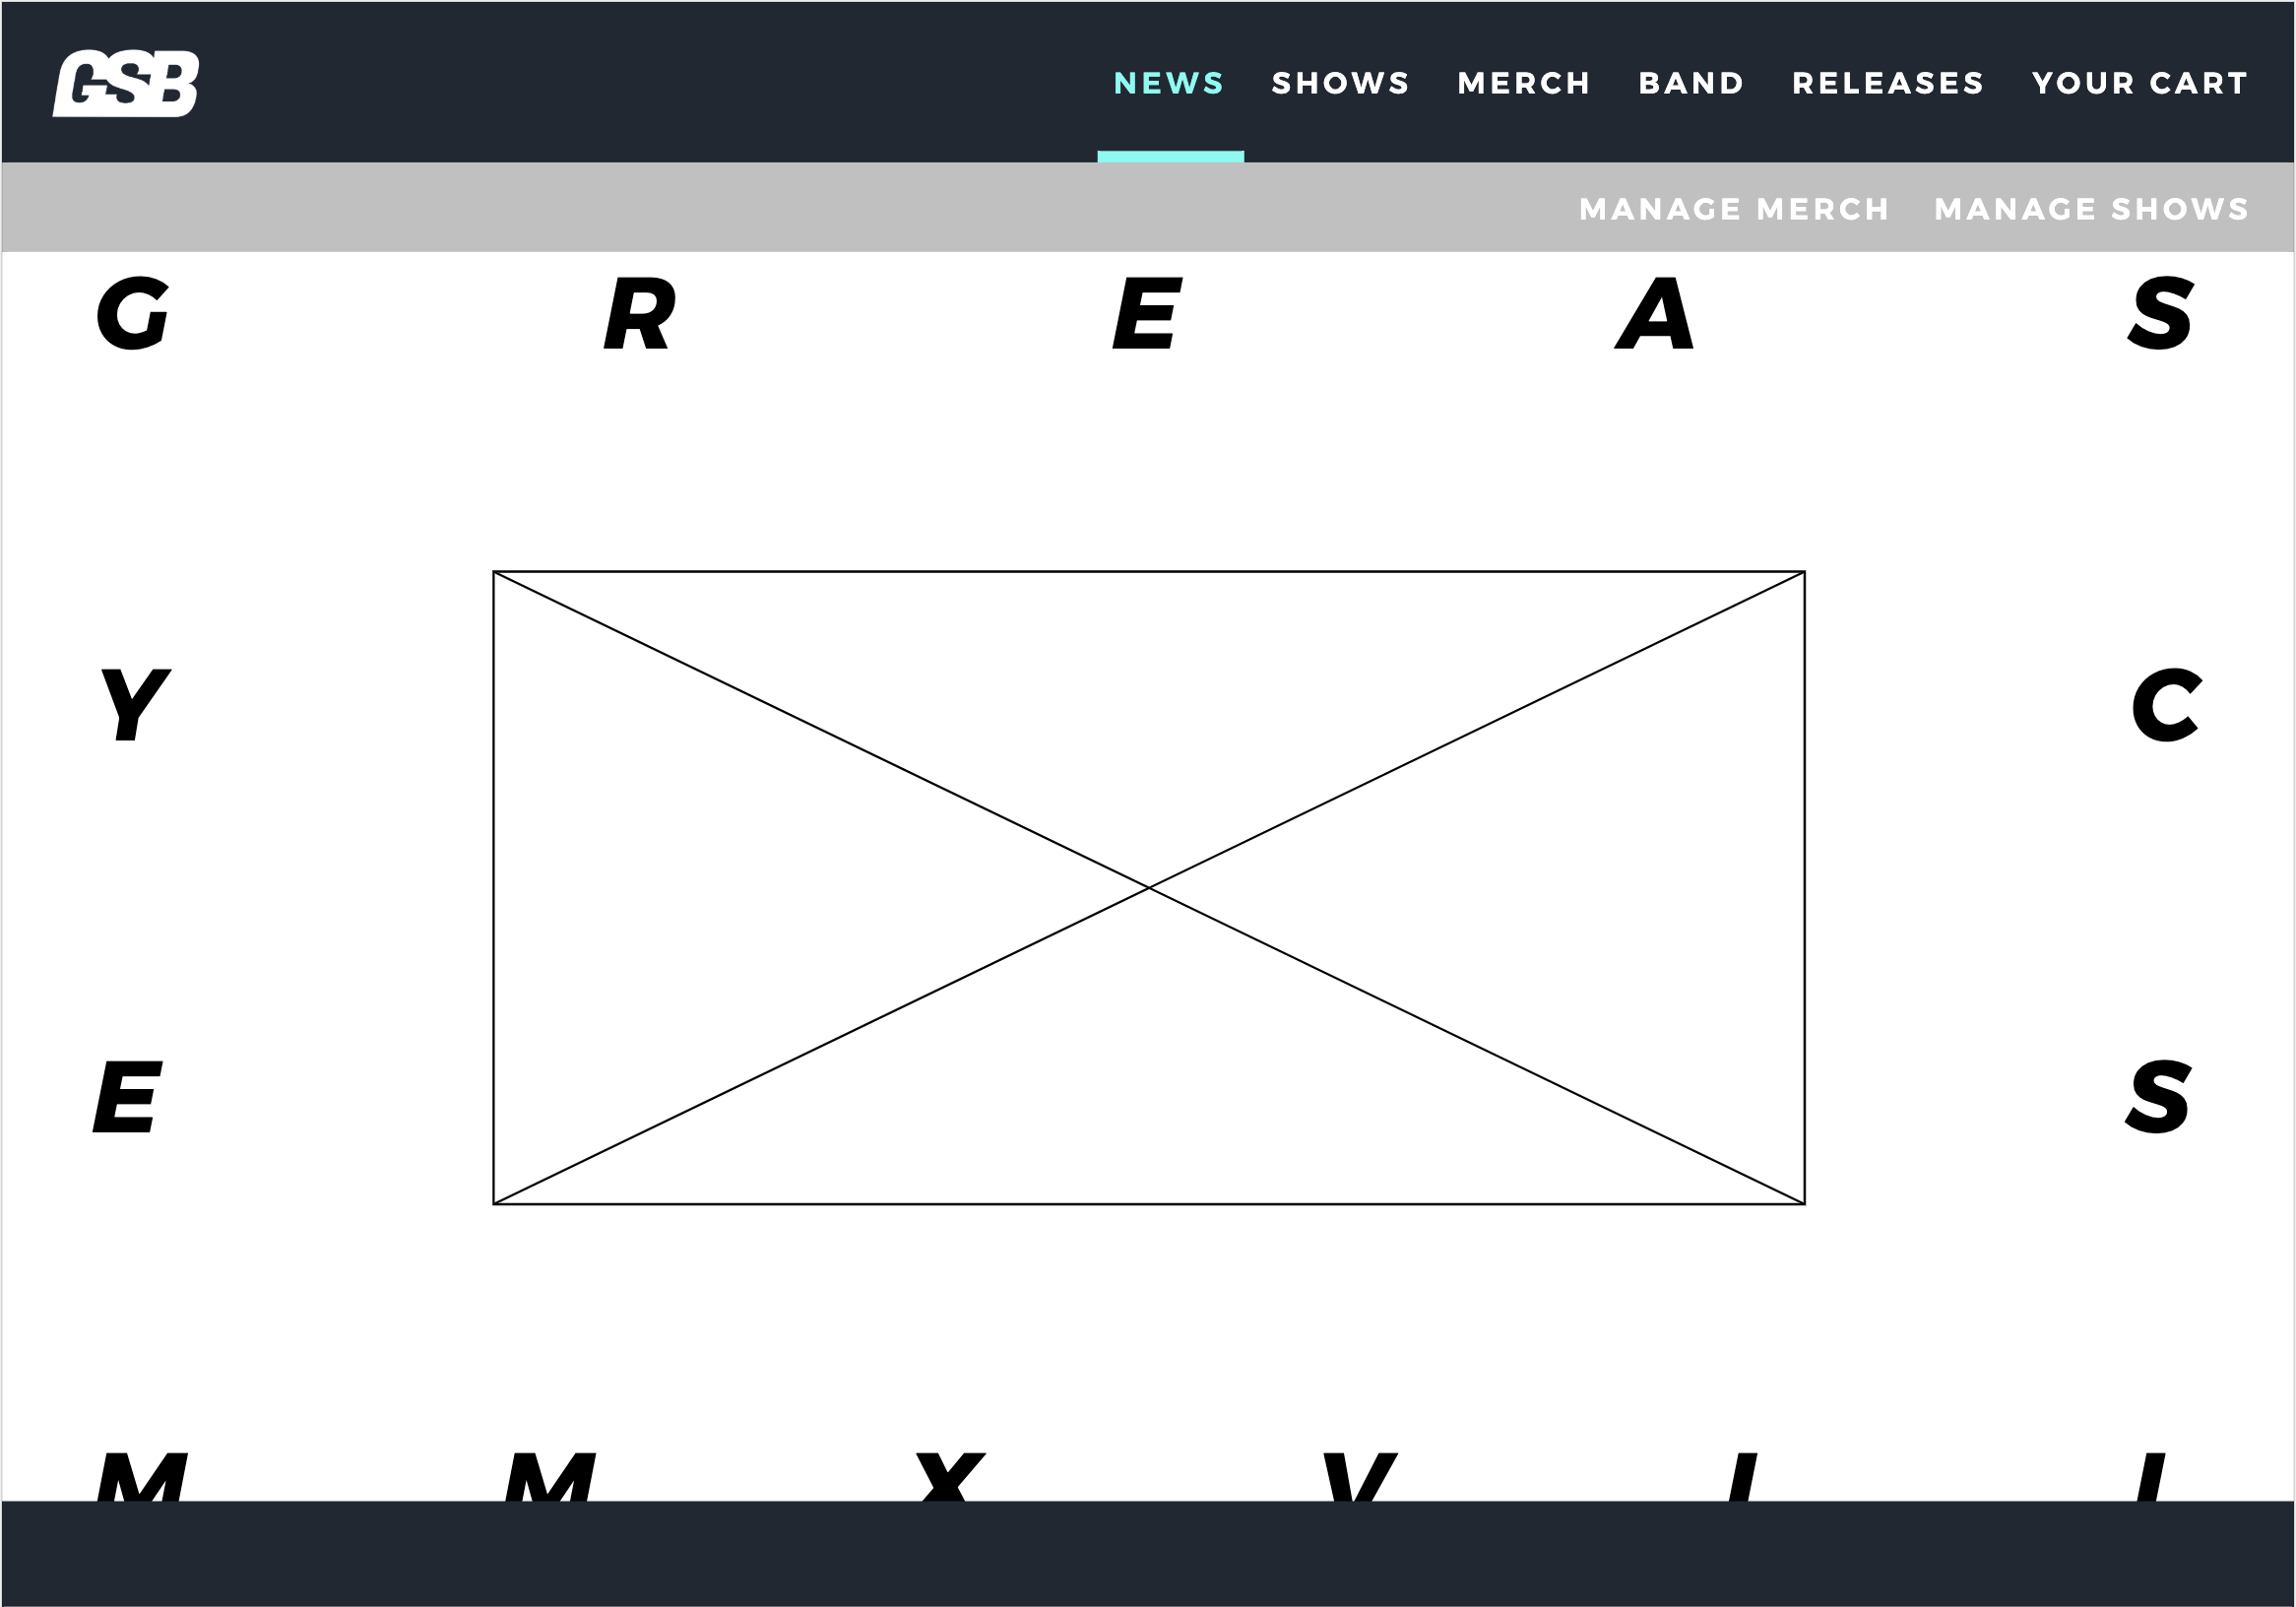 GSB
NEWS SHOWS MERCH BAND RELEASES YOUR CART
MANAGE MERCH MANAGE SHOWS
G R E A S
Y C
E S
M M X V I I